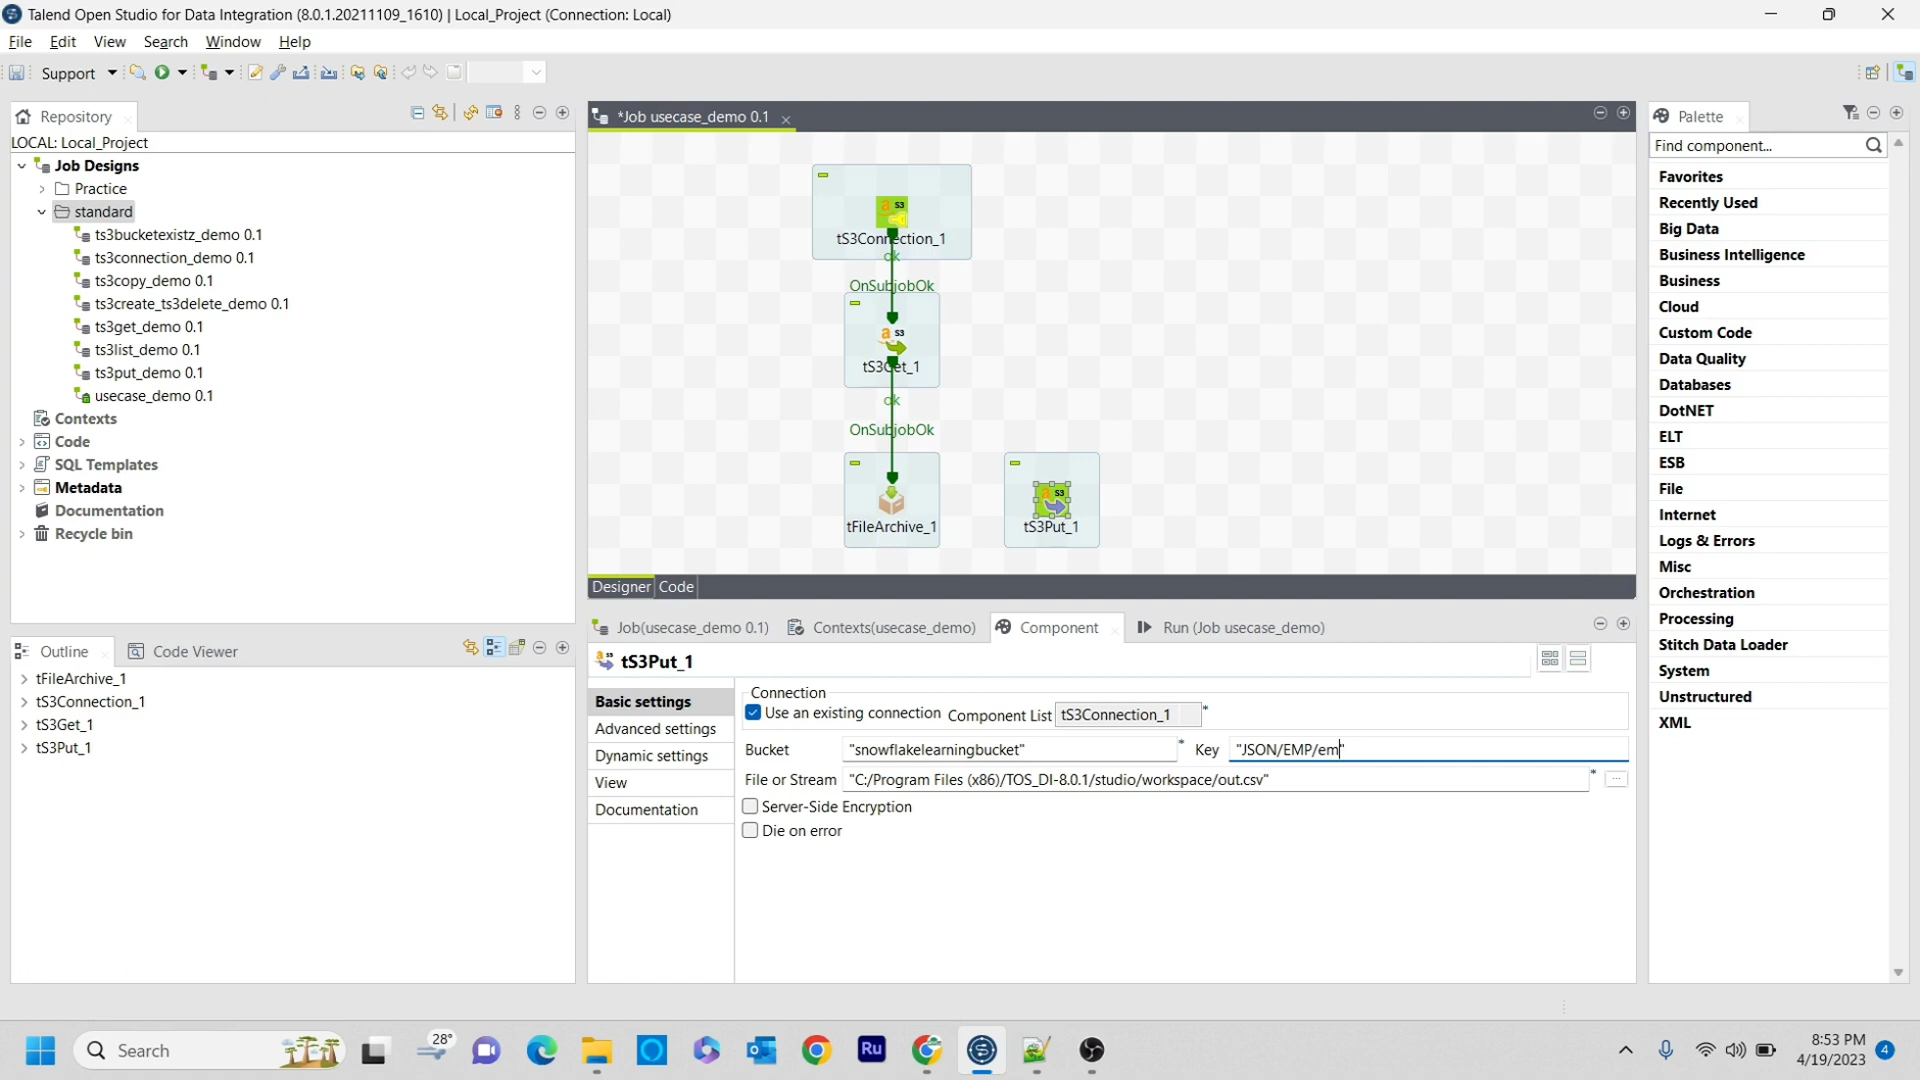 Talend Open Studio for Data Integration (8.0.1.20211109_1610) | Local_Project (Connection: Local)
File Edit View Search Window Help
Support
Repository
LOCAL: Local_Project
Job Designs
Practice
standard
ts3bucketexistz_demo 0.1
ts3connection_demo 0.1
ts3copy_demo 0.1
ts3create_ts3delete_demo 0.1
ts3get_demo 0.1
ts3list_demo 0.1
ts3put_demo 0.1
usecase_demo 0.1
Contexts
Code
SQL Templates
Metadata
Documentation
Recycle bin
Outline Code Viewer
tFileArchive_1
tS3Connection_1
tS3Get_1
tS3Put_1
*Job usecase_demo 0.1
S3
tS3Connection_1
ok
OnSubjobOk
S3
tS3Get_1
ok
OnSubjobOk
tFileArchive_1
S3
tS3Put_1
Designer Code
Job(usecase_demo 0.1) Contexts(usecase_demo) Component Run (Job usecase_demo)
tS3Put_1
Basic settings
Advanced settings
Dynamic settings
View
Documentation
Connection
Use an existing connection Component List tS3Connection_1 *
Bucket "snowflakelearningbucket" * Key "JSON/EMP/em"
File or Stream "C:/Program Files (x86)/TOS_DI-8.0.1/studio/workspace/out.csv" * ...
Server-Side Encryption
Die on error
Palette
Find component...
Favorites
Recently Used
Big Data
Business Intelligence
Business
Cloud
Custom Code
Data Quality
Databases
DotNET
ELT
ESB
File
Internet
Logs & Errors
Misc
Orchestration
Processing
Stitch Data Loader
System
Unstructured
XML
Search
28°
Ru
8:53 PM
4/19/2023
4